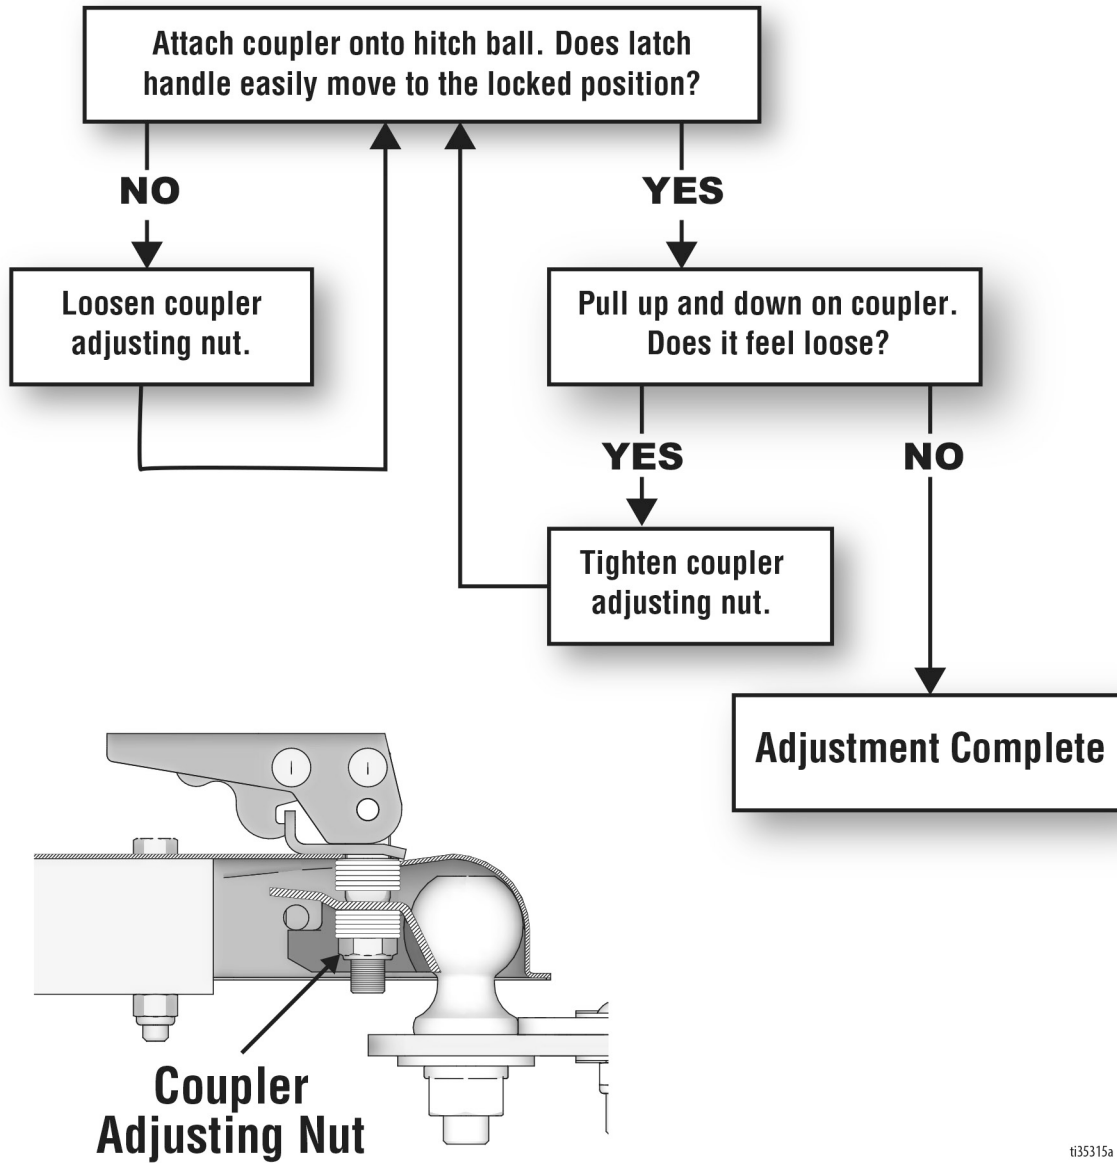 Attach coupler onto hitch ball. Does latch
handle easily move to the locked position?
NO
YES
Loosen coupler
adjusting nut.
Pull up and down on coupler.
Does it feel loose?
YES
NO
Tighten coupler
adjusting nut.
Adjustment Complete
Coupler
Adjusting Nut
ti35315a